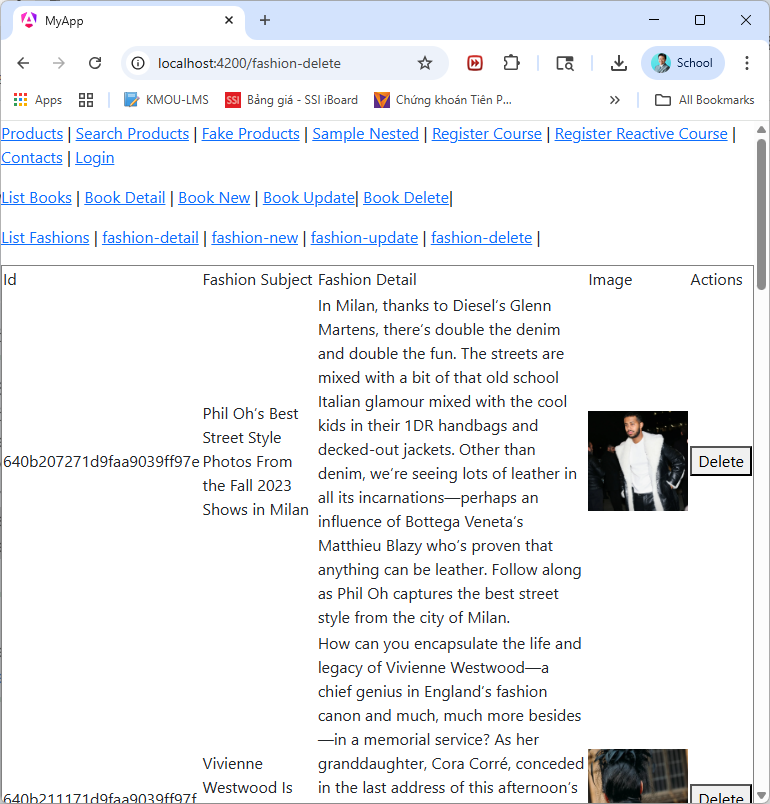 MyApp
localhost:4200/fashion-delete
School
Apps
KMOU-LMS
SSI
Bảng giá - SSI iBoard
Chứng khoán Tiên P...
All Bookmarks
Products | Search Products | Fake Products | Sample Nested | Register Course | Register Reactive Course |
Contacts | Login
List Books | Book Detail | Book New | Book Update| Book Delete|
List Fashions | fashion-detail | fashion-new | fashion-update | fashion-delete |
Id Fashion Subject Fashion Detail Image Actions
640b207271d9faa9039ff97e
Phil Oh's Best
Street Style
Photos From
the Fall 2023
Shows in Milan
In Milan, thanks to Diesel's Glenn
Martens, there's double the denim
and double the fun. The streets are
mixed with a bit of that old school
Italian glamour mixed with the cool
kids in their 1DR handbags and
decked-out jackets. Other than
denim, we're seeing lots of leather in
all its incarnations—perhaps an
influence of Bottega Veneta's
Matthieu Blazy who's proven that
anything can be leather. Follow along
as Phil Oh captures the best street
style from the city of Milan.
Delete
640b211171d9faa9039ff97f
Vivienne
Westwood Is
How can you encapsulate the life and
legacy of Vivienne Westwood—a
chief genius in England's fashion
canon and much, much more besides
—in a memorial service? As her
granddaughter, Cora Corré, conceded
in the last address of this afternoon's
Delete